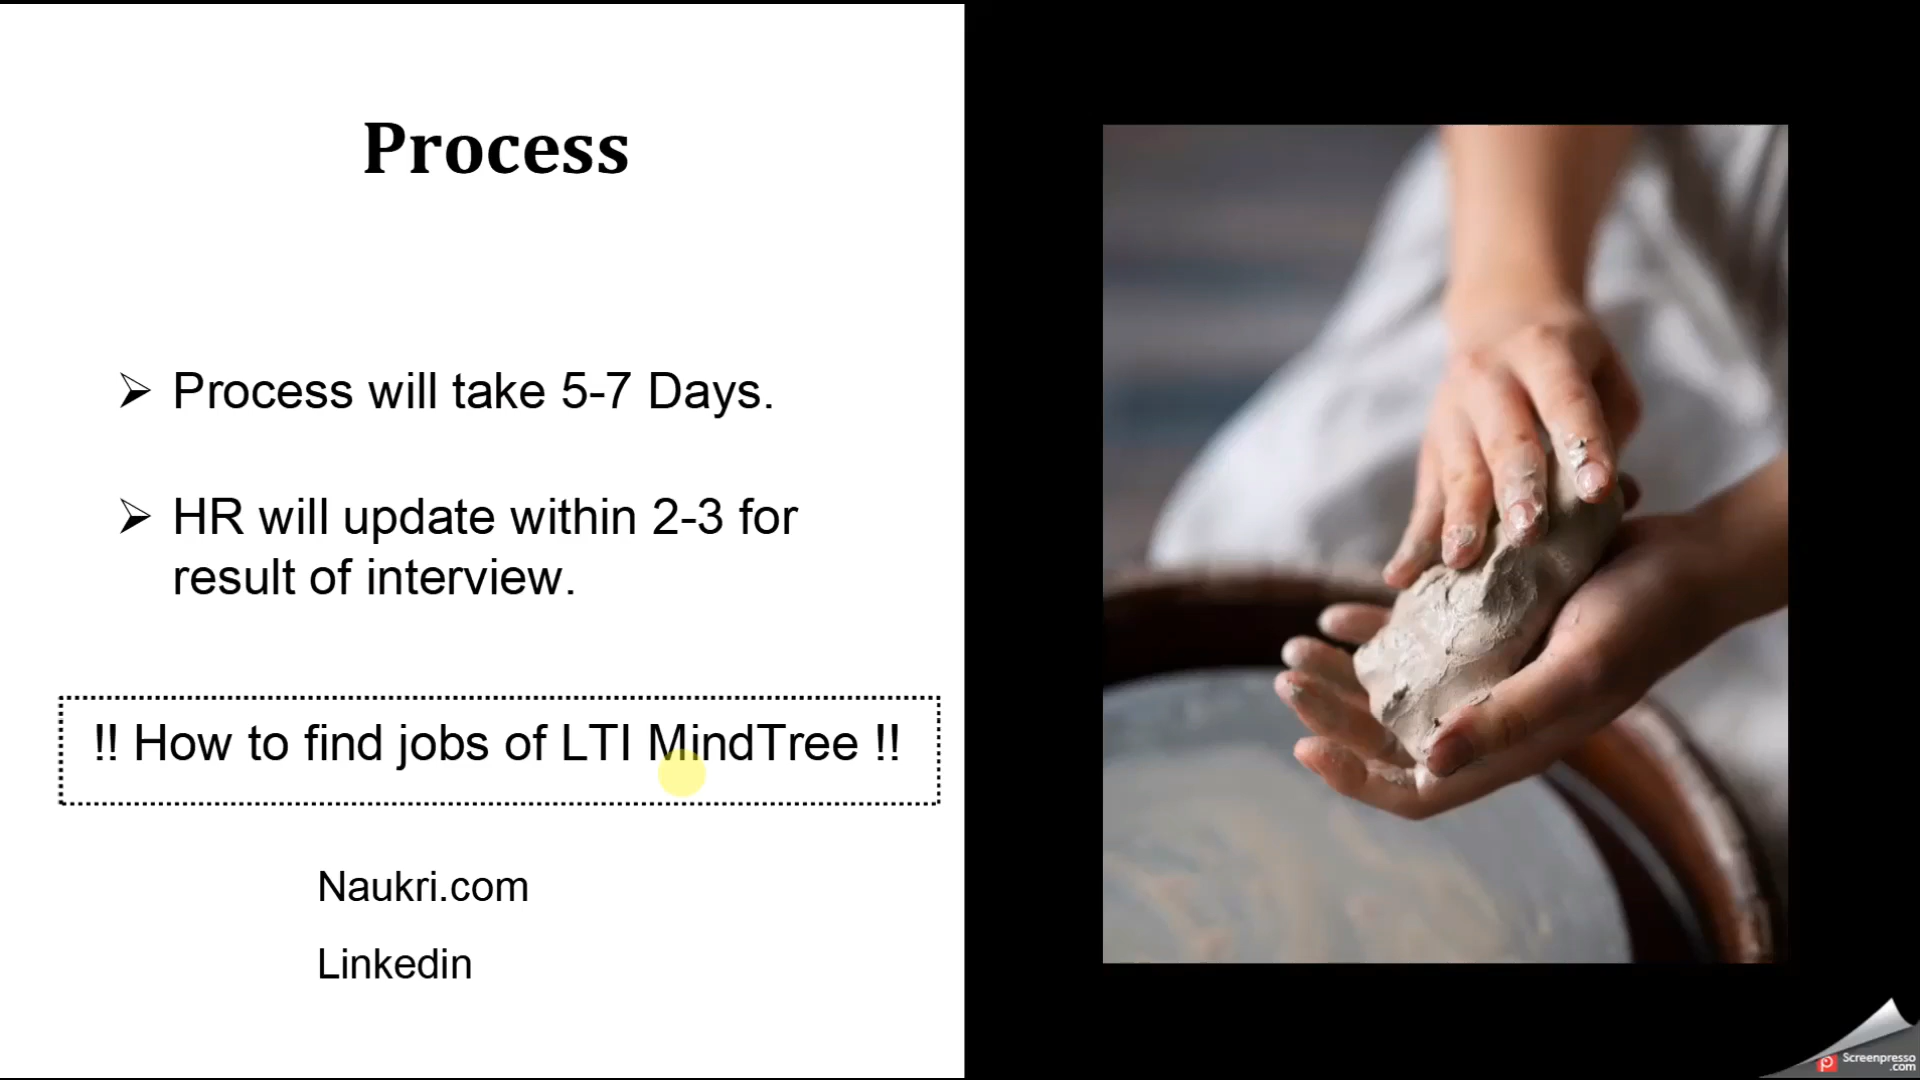 Process
Process will take 5-7 Days.
HR will update within 2-3 for
result of interview.
!! How to find jobs of LTI MindTree !!
Naukri.com
Linkedin
Screenpresso
.com